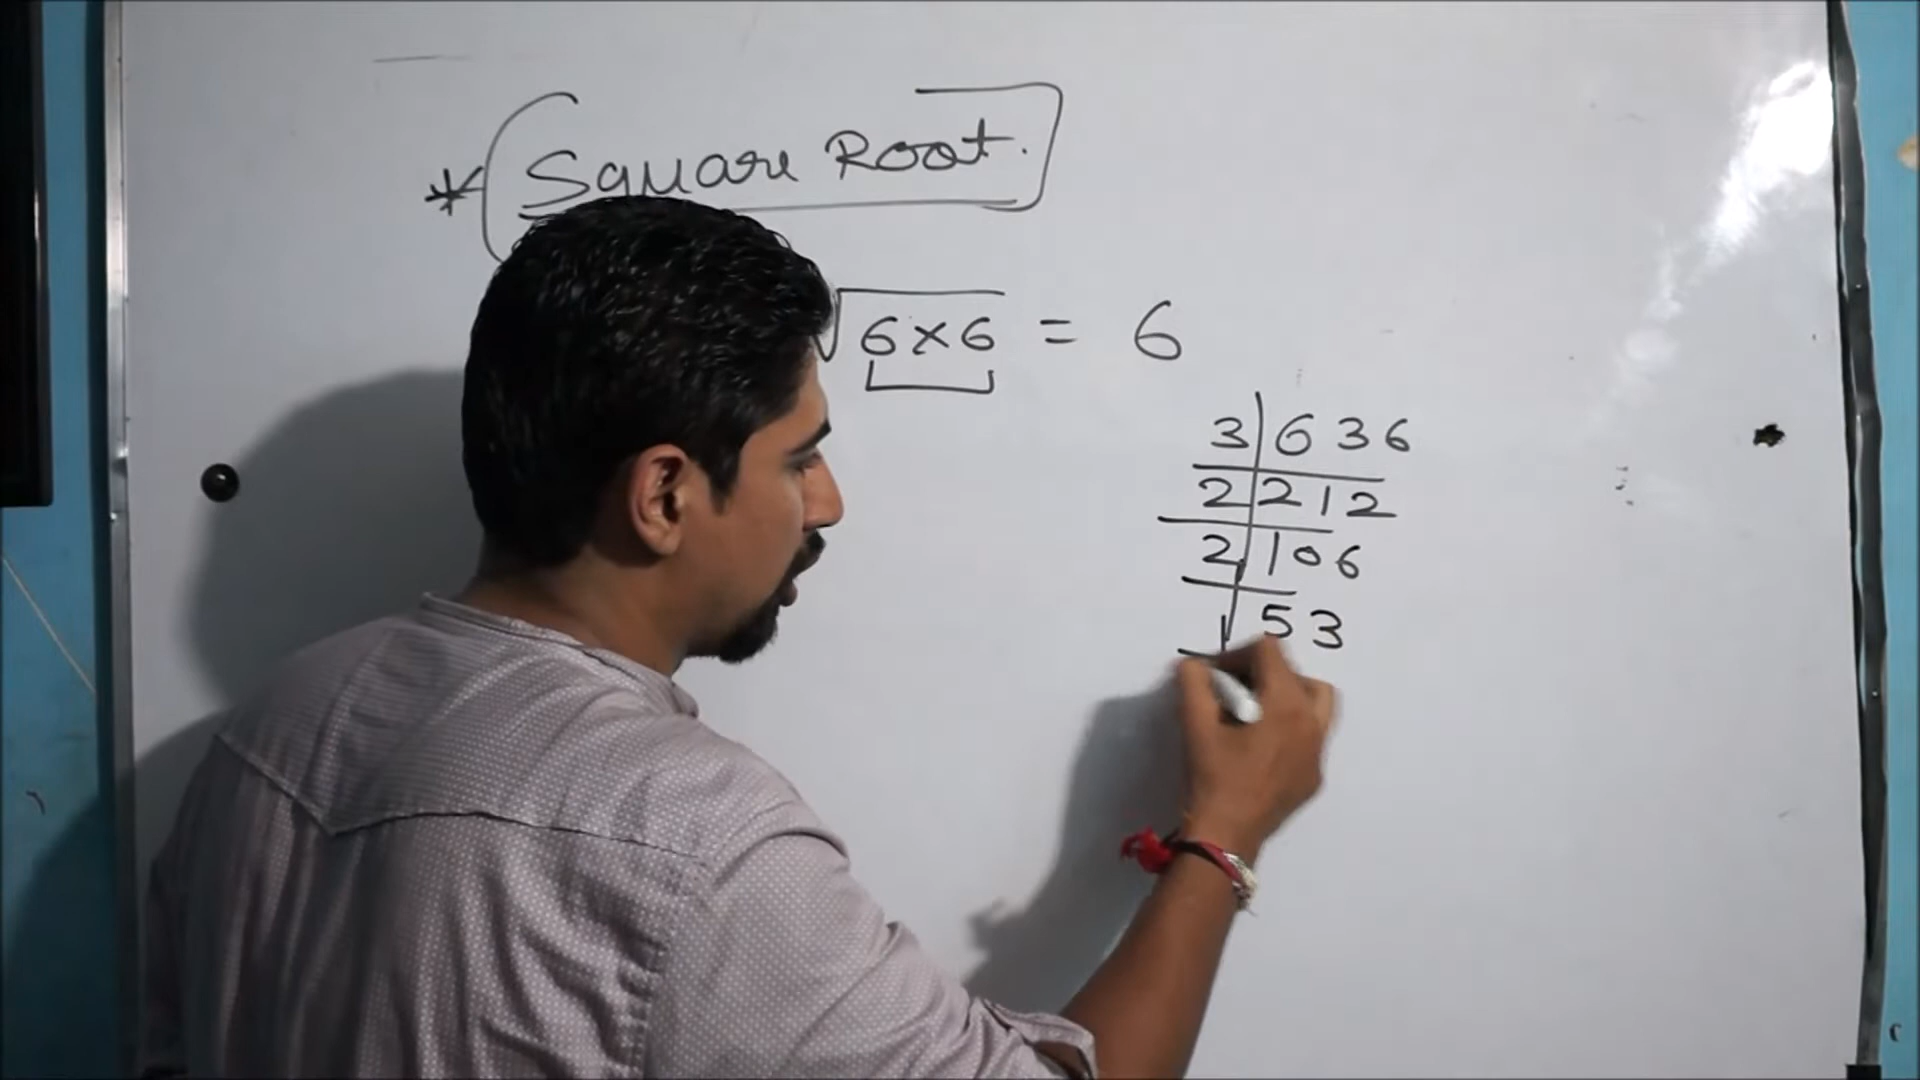 * Square Root.
√6×6 = 6
3 | 636
2 | 212
2 | 106
53